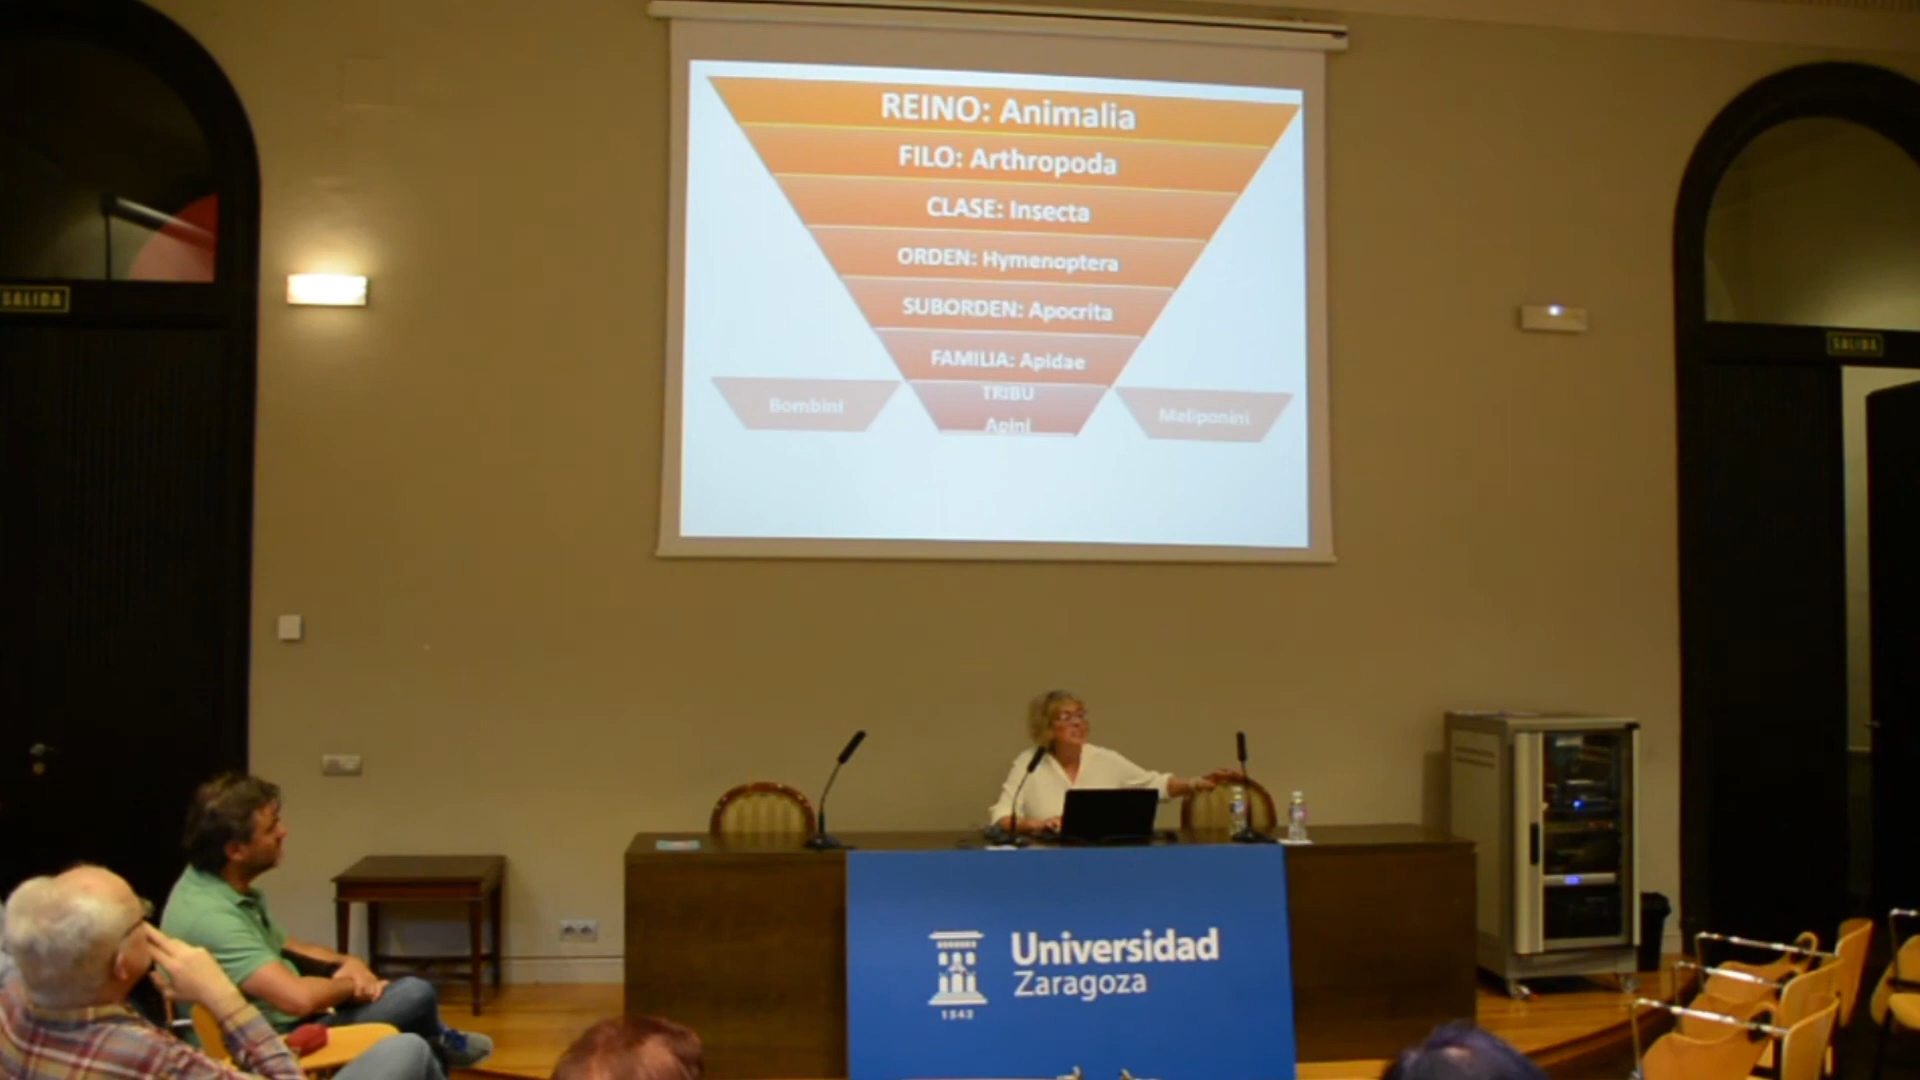 REINO: Animalia
FILO: Arthropoda
CLASE: Insecta
ORDEN: Hymenoptera
SUBORDEN: Apocrita
FAMILIA: Apidae
Bombini
TRIBU
Apini
Meliponini
SALIDA
SALIDA
Universidad
Zaragoza
1542